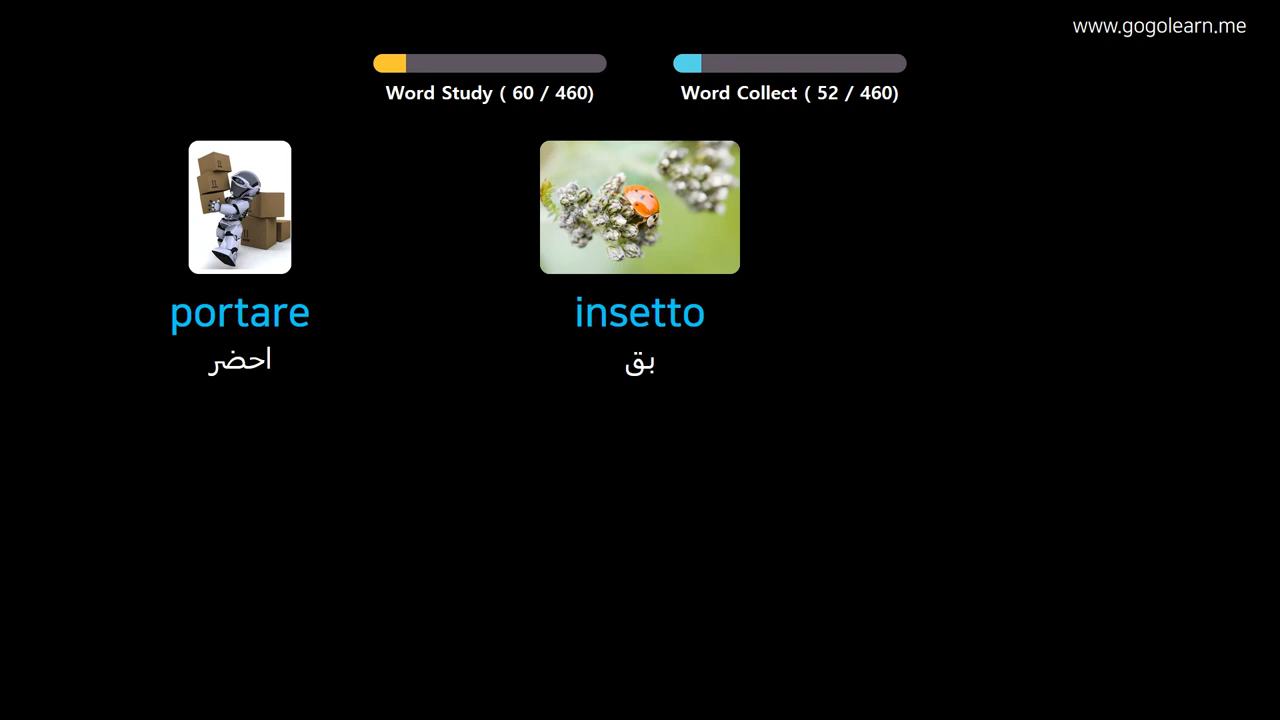 www.gogolearn.me
Word Study ( 60 / 460)
Word Collect ( 52 / 460)
portare
insetto
احضر
بق